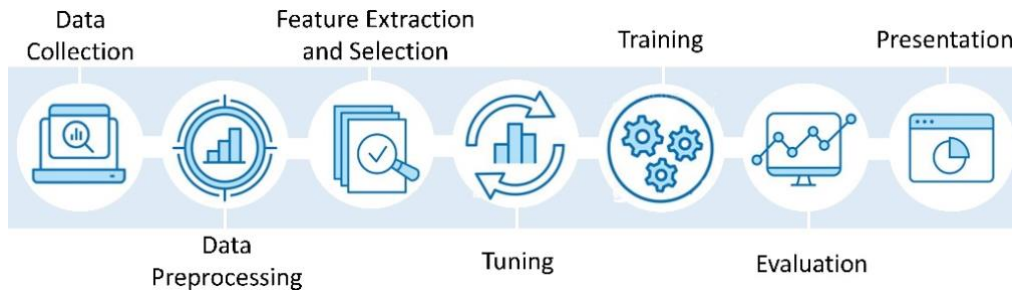 Data
Collection
Feature Extraction
and Selection
Training
Presentation
Data
Preprocessing
Tuning
Evaluation